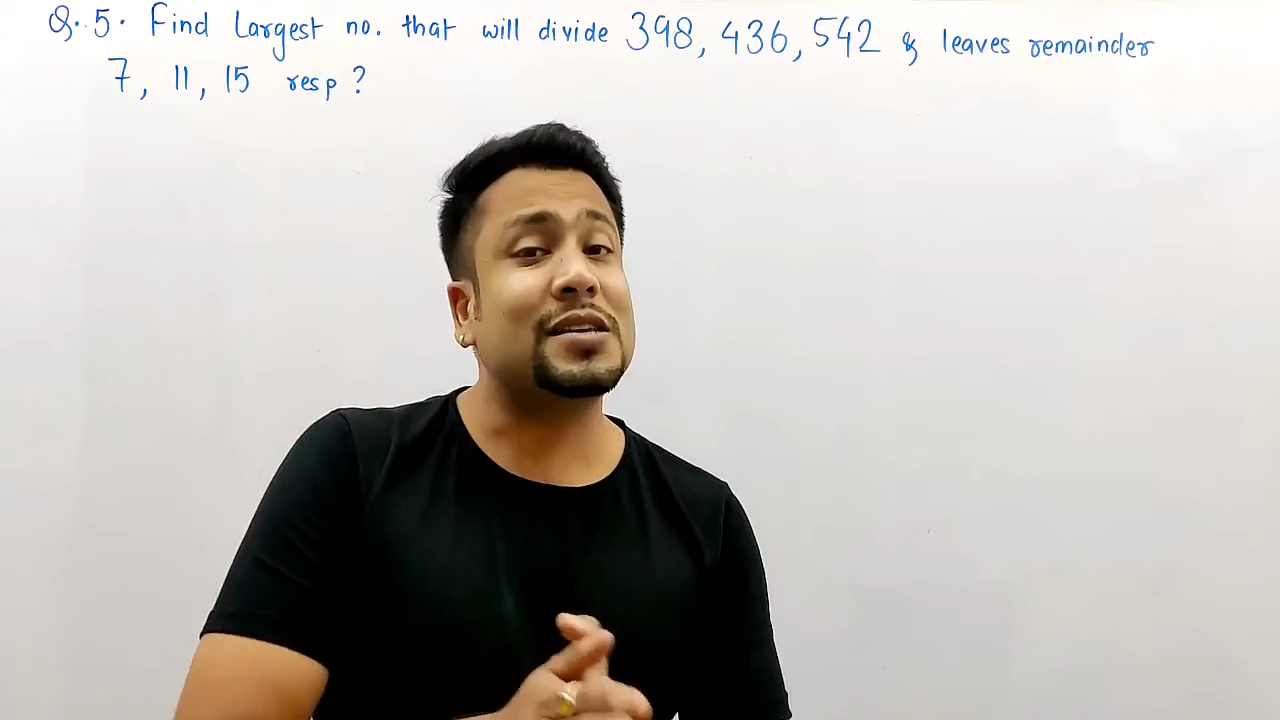 Q.5. Find Largest no. that will divide 398, 436, 542 & leaves remainder
7, 11, 15 resp ?